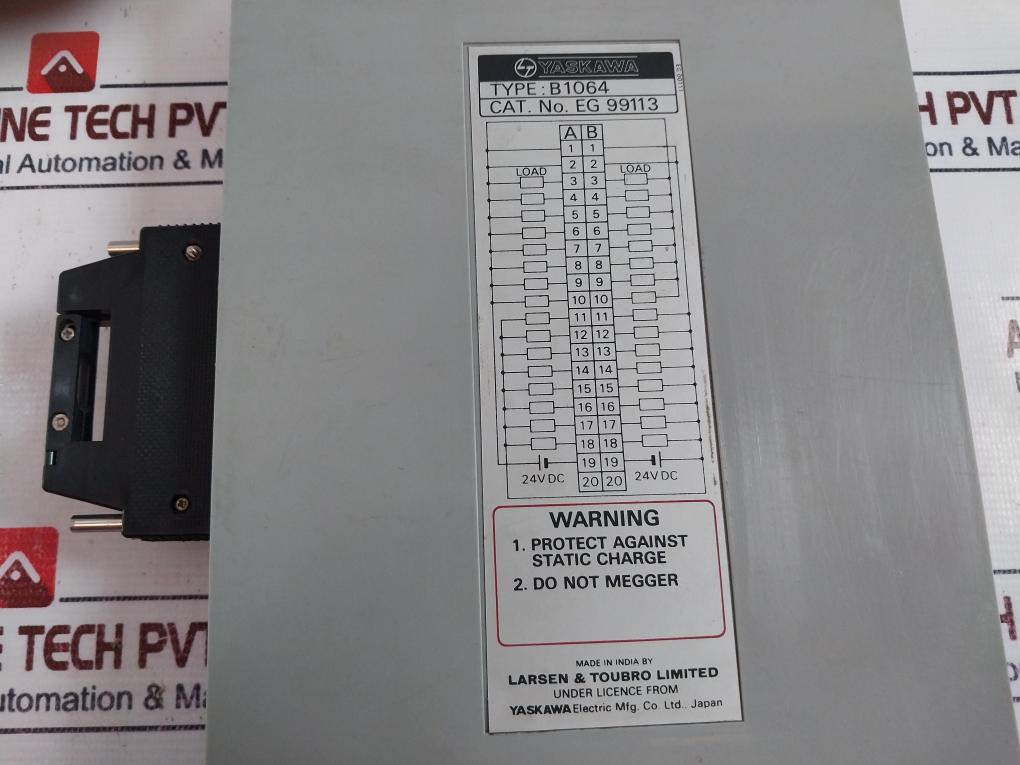 YASKAWA
TYPE : B1064
CAT. No. EG 99113
A B
1 1
2 2
LOAD 3 3 LOAD
4 4
5 5
6 6
7 7
8 8
9 9
10 10
11 11
12 12
13 13
14 14
15 15
16 16
17 17
18 18
19 19
24V DC 20 20 24V DC
WARNING
1. PROTECT AGAINST
STATIC CHARGE
2. DO NOT MEGGER
MADE IN INDIA BY
LARSEN & TOUBRO LIMITED
UNDER LICENCE FROM
YASKAWA Electric Mfg. Co. Ltd., Japan
NE TECH PV
al Automation & M
PVT
on & Ma
NE TECH PVT
utomation & Ma